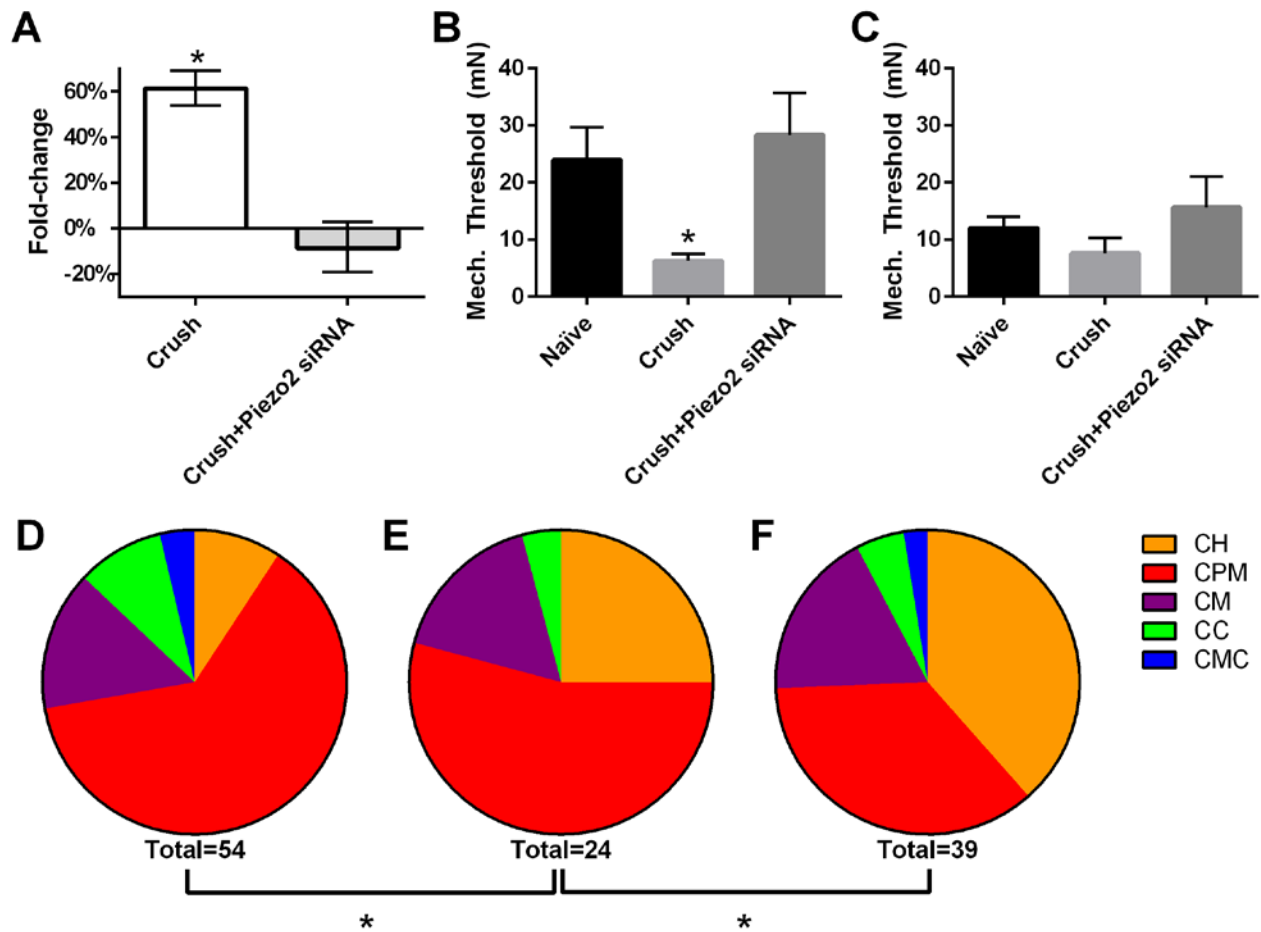 A
Fold-change
60%
40%
20%
0%
-20%
*
Crush
Crush+Piezo2 siRNA
B
Mech. Threshold (mN)
40
30
20
10
0
*
Naïve
Crush
Crush+Piezo2 siRNA
C
Mech. Threshold (mN)
40
30
20
10
0
Naïve
Crush
Crush+Piezo2 siRNA
D
Total=54
E
Total=24
F
Total=39
CH
CPM
CM
CC
CMC
*
*